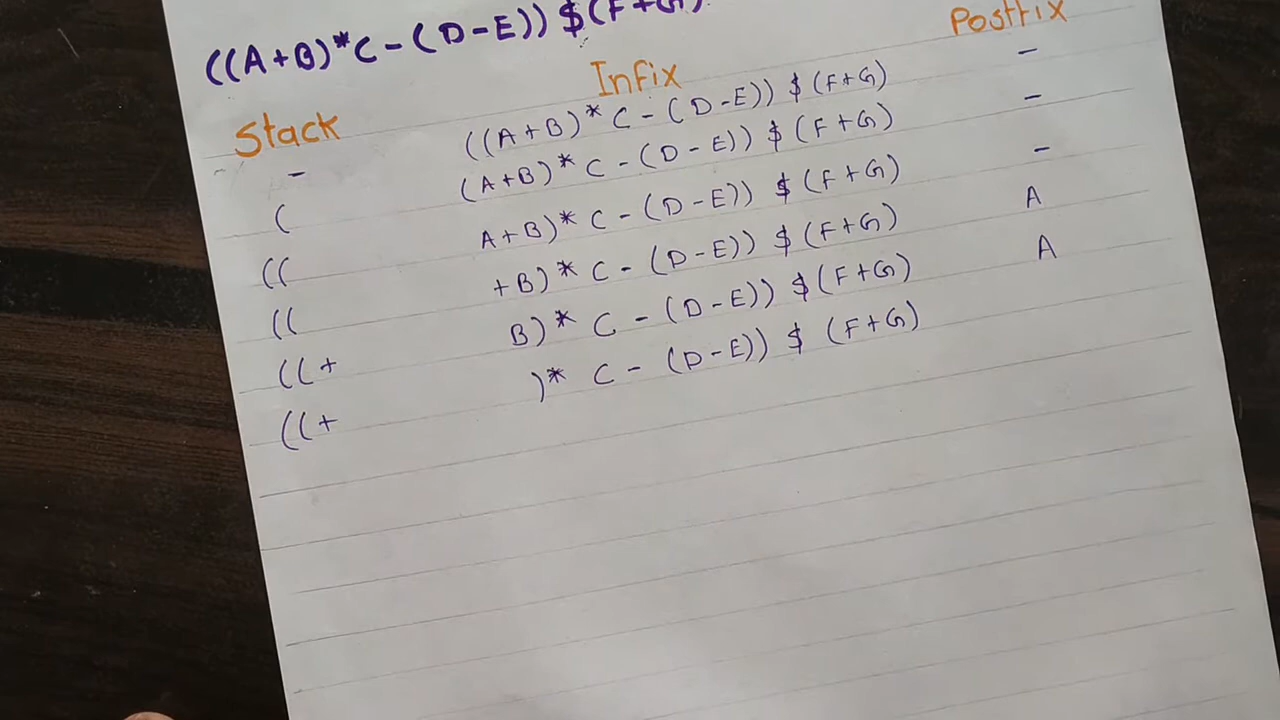 ((A+B)*C-(D-E))$(F+G)
Stack Infix Postfix
- ((A+B)*C-(D-E))$(F+G) -
( (A+B)*C-(D-E))$(F+G) -
(( A+B)*C-(D-E))$(F+G) -
(( +B)*C-(D-E))$(F+G) A
((+ B)*C-(D-E))$(F+G) A
((+ )*C-(D-E))$(F+G)